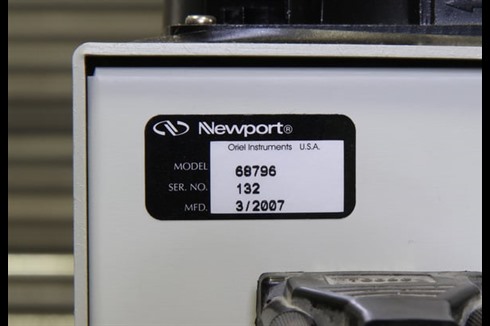 Newport®
Oriel Instruments U.S.A.
MODEL 68796
SER. NO. 132
MFD. 3/2007